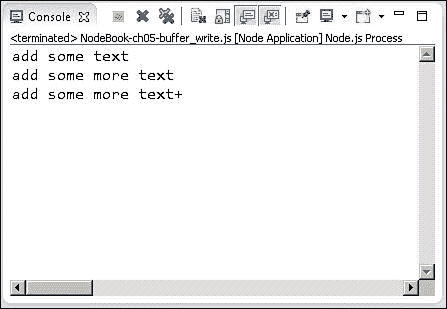 Console
<terminated> NodeBook-ch05-buffer_write.js [Node Application] Node.js Process
add some text
add some more text
add some more text+